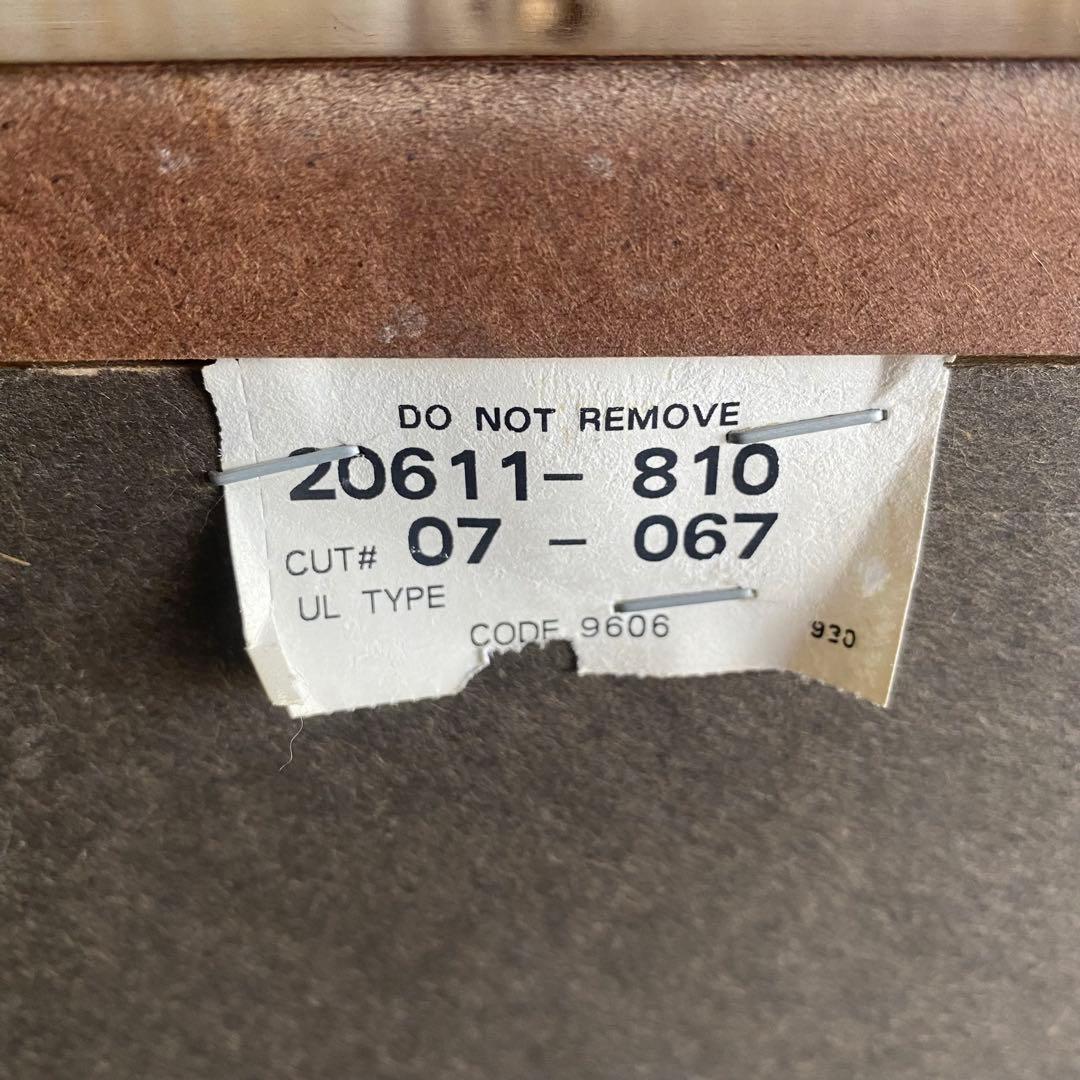 DO NOT REMOVE
20611- 810
CUT# 07 - 067
UL TYPE
CODE 9606 930